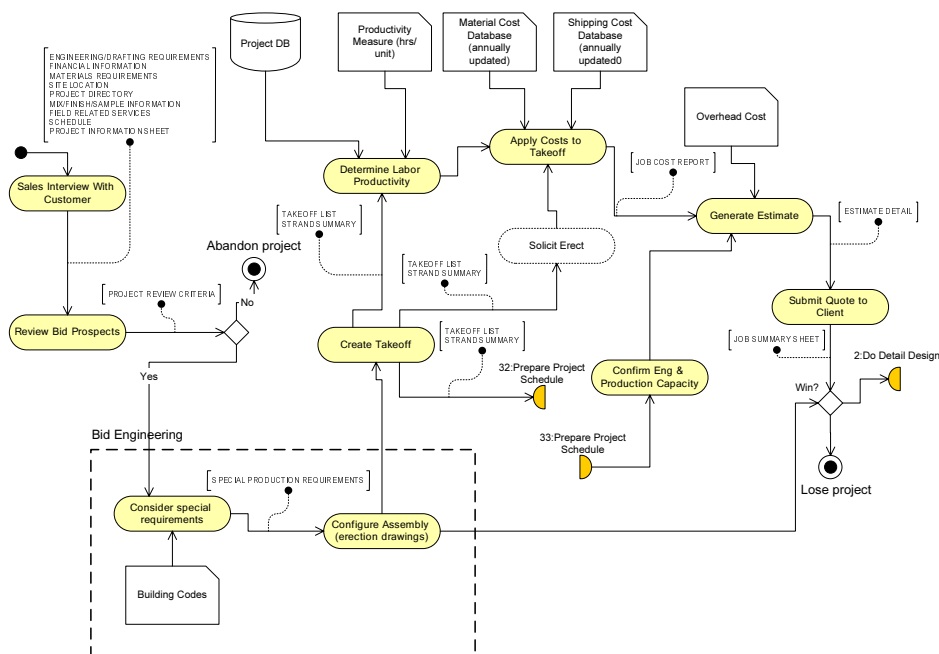 Project DB
Productivity
Measure (hrs/
unit)
Material Cost
Database
(annually
updated)
Shipping Cost
Database
(annually
updated0
ENGINEERING/DRAFTING REQUIREMENTS
FINANCIAL INFORMATION
MATERIALS REQUIREMENTS
SITE LOCATION
PROJECT DIRECTORY
MIX/FINISH/SAMPLE INFORMATION
FIELD RELATED SERVICES
SCHEDULE
PROJECT INFORMATION SHEET
Overhead Cost
Sales Interview With
Customer
Determine Labor
Productivity
Apply Costs to
Takeoff
JOB COST REPORT
Generate Estimate
ESTIMATE DETAIL
TAKEOFF LIST
STRAND SUMMARY
Solicit Erect
Abandon project
TAKEOFF LIST
STRAND SUMMARY
PROJECT REVIEW CRITERIA
No
Submit Quote to
Client
Review Bid Prospects
Create Takeoff
TAKEOFF LIST
STRAND SUMMARY
JOB SUMMARY SHEET
2:Do Detail Design
Yes
32:Prepare Project
Schedule
Confirm Eng &
Production Capacity
Win?
Bid Engineering
33:Prepare Project
Schedule
Lose project
SPECIAL PRODUCTION REQUIREMENTS
Consider special
requirements
Configure Assembly
(erection drawings)
Building Codes